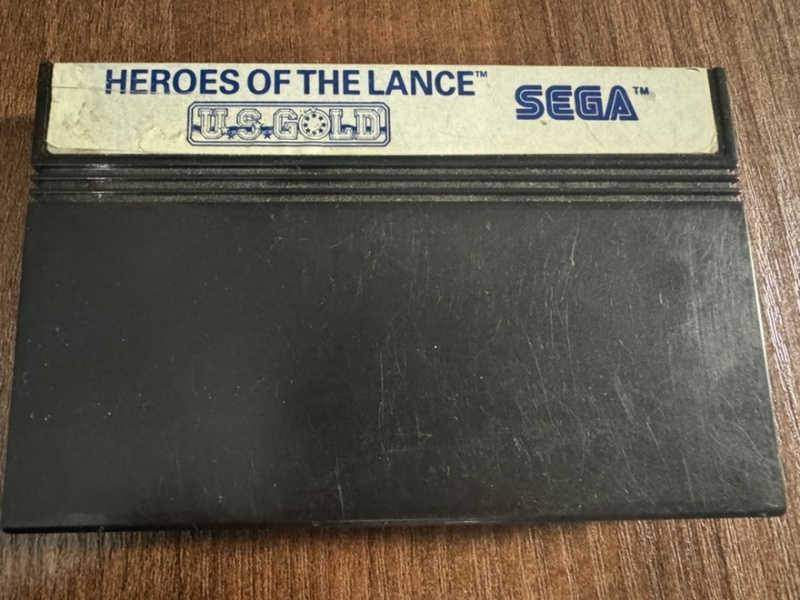 HEROES OF THE LANCE™
U.S. GOLD
SEGA™